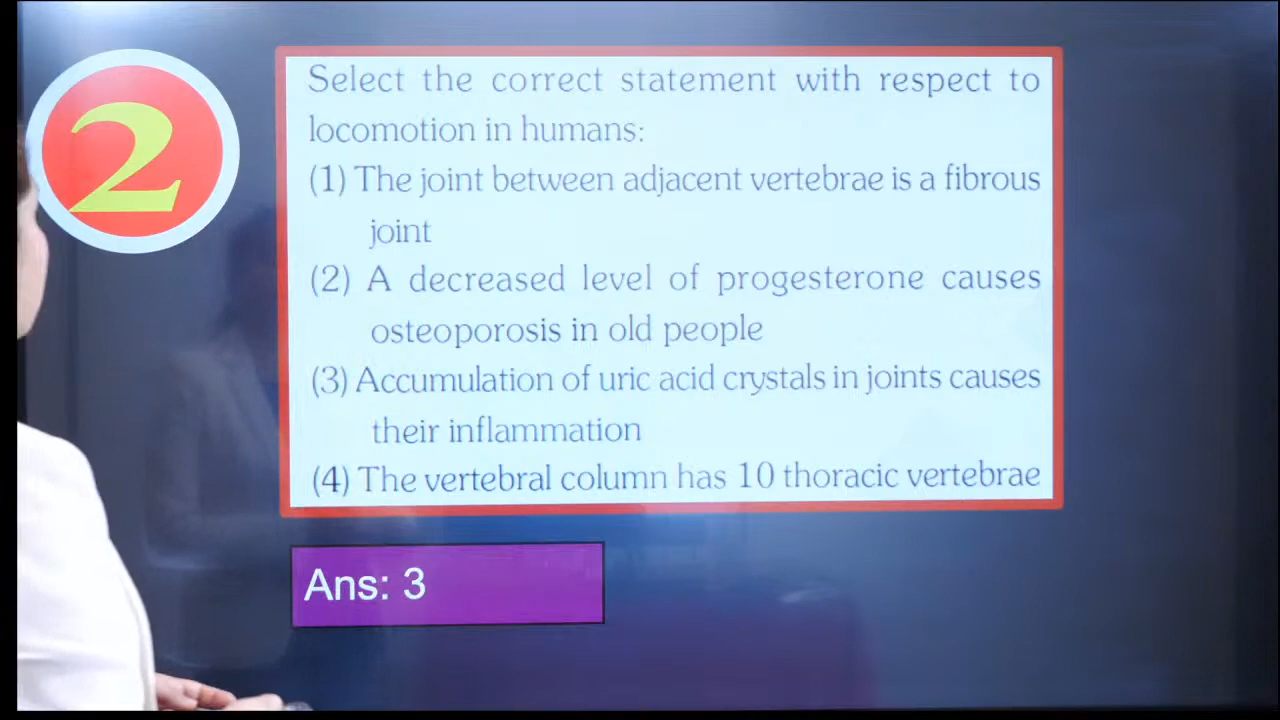 2
Select the correct statement with respect to
locomotion in humans:
(1) The joint between adjacent vertebrae is a fibrous
joint
(2) A decreased level of progesterone causes
osteoporosis in old people
(3) Accumulation of uric acid crystals in joints causes
their inflammation
(4) The vertebral column has 10 thoracic vertebrae
Ans: 3